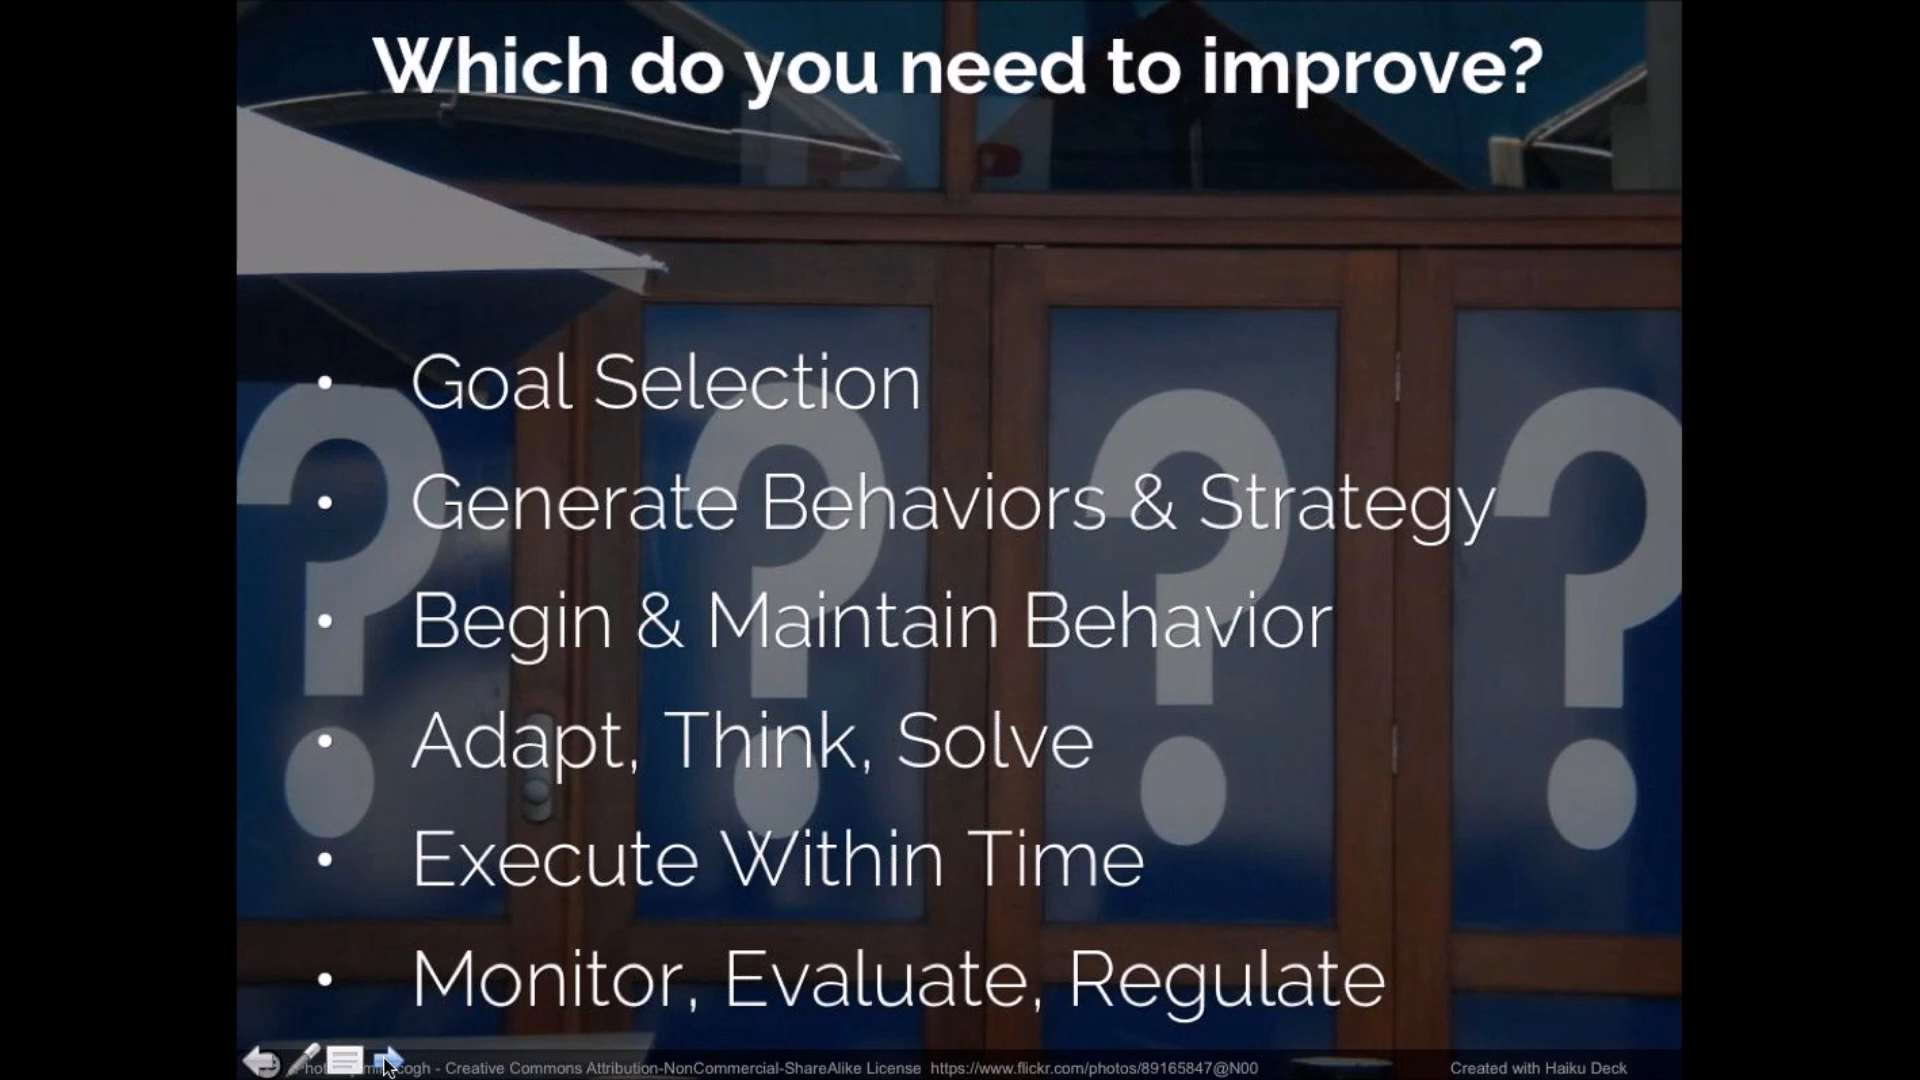 Which do you need to improve?
• Goal Selection
• Generate Behaviors & Strategy
• Begin & Maintain Behavior
• Adapt, Think, Solve
• Execute Within Time
• Monitor, Evaluate, Regulate
- Creative Commons Attribution-NonCommercial-ShareAlike License https://www.flickr.com/photos/89165847@N00
Created with Haiku Deck